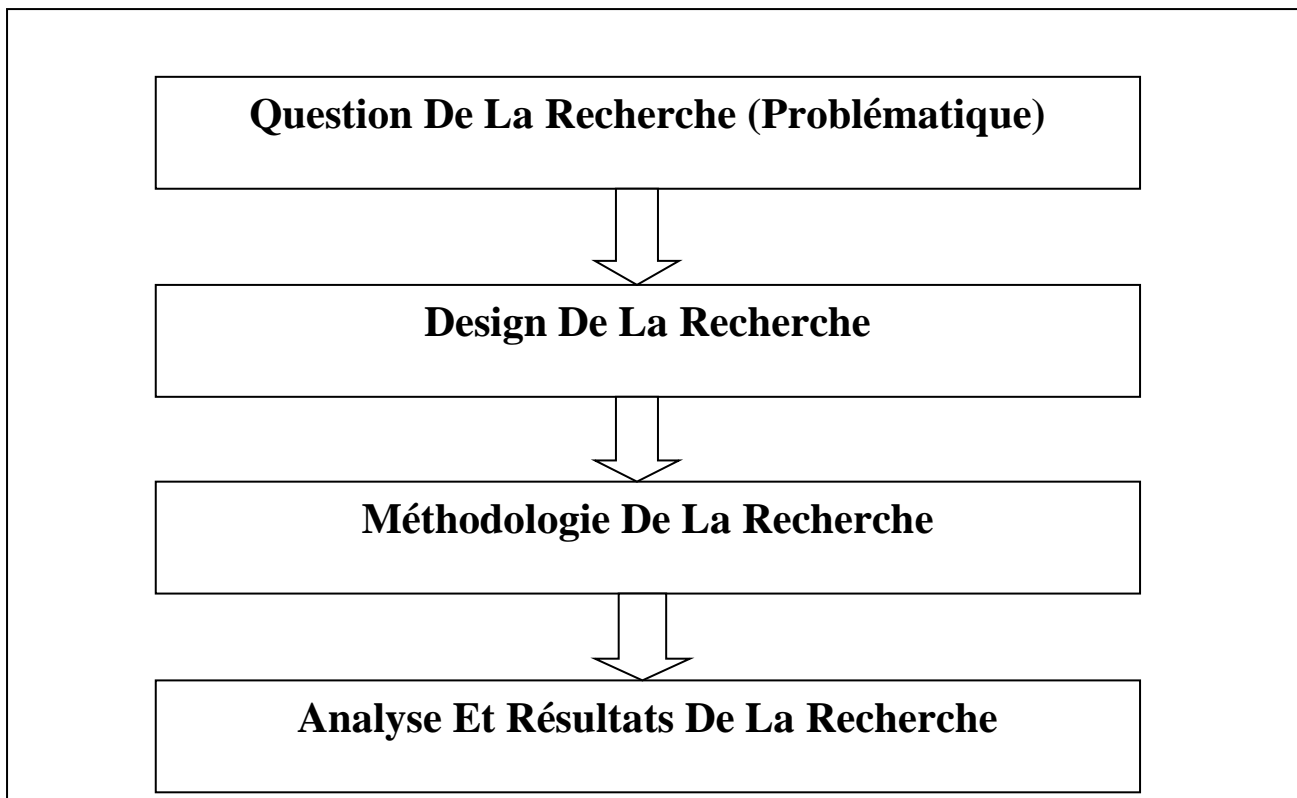 Question De La Recherche (Problématique)
Design De La Recherche
Méthodologie De La Recherche
Analyse Et Résultats De La Recherche